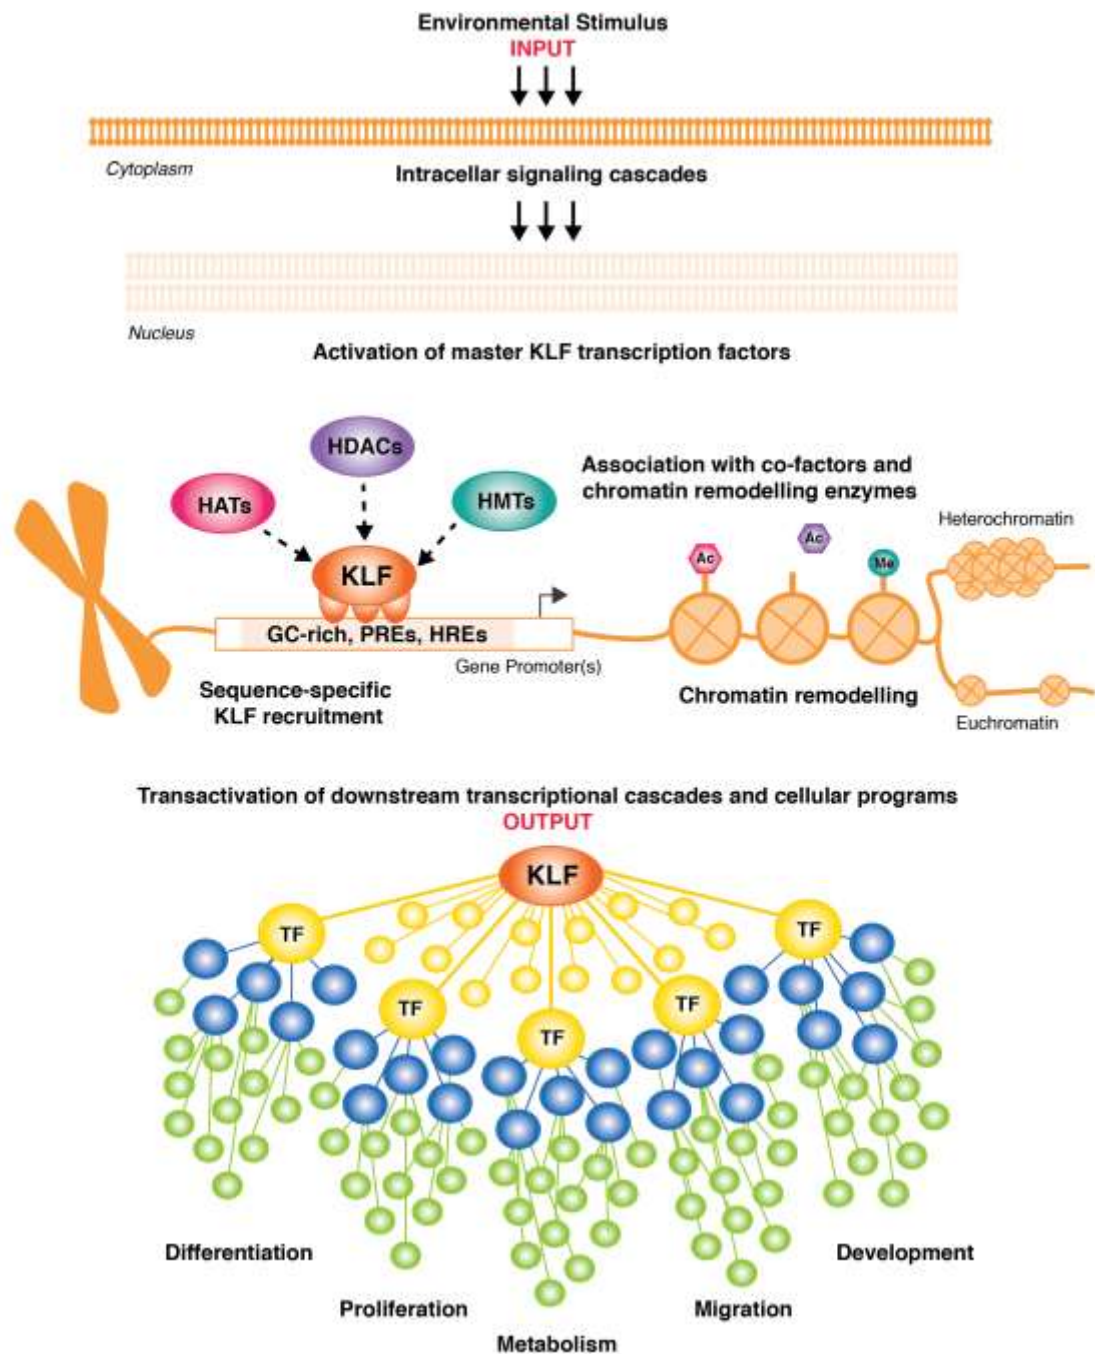 Environmental Stimulus
INPUT
Cytoplasm
Intracellar signaling cascades
Nucleus
Activation of master KLF transcription factors
HDACs
HATs
HMTs
KLF
Association with co-factors and
chromatin remodelling enzymes
Ac
Ac
Me
Heterochromatin
GC-rich, PREs, HREs
Gene Promoter(s)
Sequence-specific
KLF recruitment
Chromatin remodelling
Euchromatin
Transactivation of downstream transcriptional cascades and cellular programs
OUTPUT
KLF
TF
TF
TF
TF
TF
Differentiation
Proliferation
Metabolism
Migration
Development